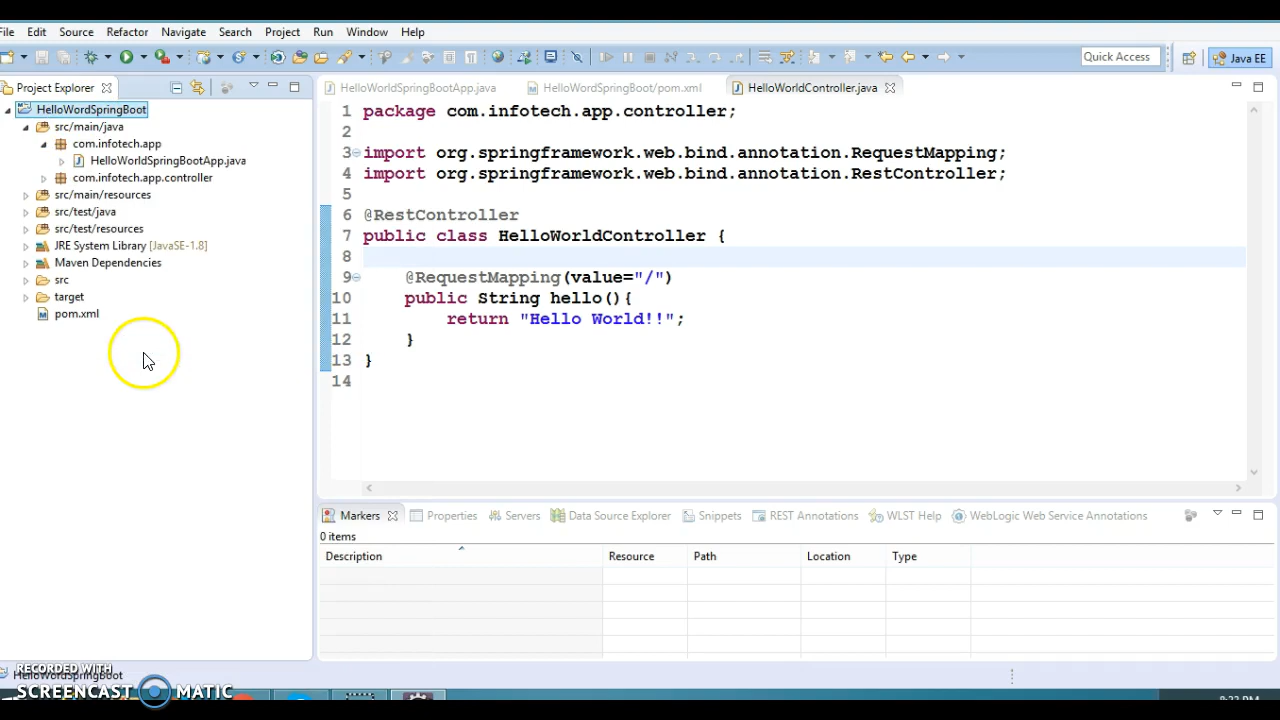 File Edit Source Refactor Navigate Search Project Run Window Help
Quick Access Java EE
Project Explorer
HelloWordSpringBoot
src/main/java
com.infotech.app
HelloWorldSpringBootApp.java
com.infotech.app.controller
src/main/resources
src/test/java
src/test/resources
JRE System Library [JavaSE-1.8]
Maven Dependencies
src
target
pom.xml
HelloWorldSpringBootApp.java HelloWordSpringBoot/pom.xml HelloWorldController.java
1 package com.infotech.app.controller;
2
3 import org.springframework.web.bind.annotation.RequestMapping;
4 import org.springframework.web.bind.annotation.RestController;
5
6 @RestController
7 public class HelloWorldController {
8
9 @RequestMapping(value="/")
10 public String hello(){
11 return "Hello World!!";
12 }
13 }
14
Markers Properties Servers Data Source Explorer Snippets REST Annotations WLST Help WebLogic Web Service Annotations
0 items
Description Resource Path Location Type
HelloWordSpringBoot
RECORDED WITH
SCREENCAST MATIC